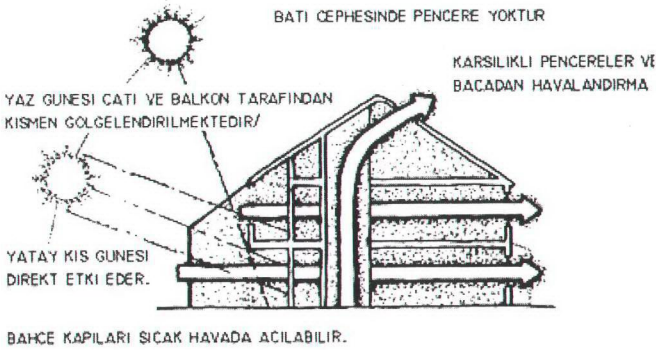 BATI CEPHESINDE PENCERE YOKTUR
KARSILIKLI PENCERELER VE
BACADAN HAVALANDIRMA
YAZ GUNESI CATI VE BALKON TARAFINDAN
KISMEN GOLGELENDIRILMEKTEDIR/
YATAY KIS GUNESI
DIREKT ETKI EDER.
BAHCE KAPILARI SICAK HAVADA ACILABILIR.